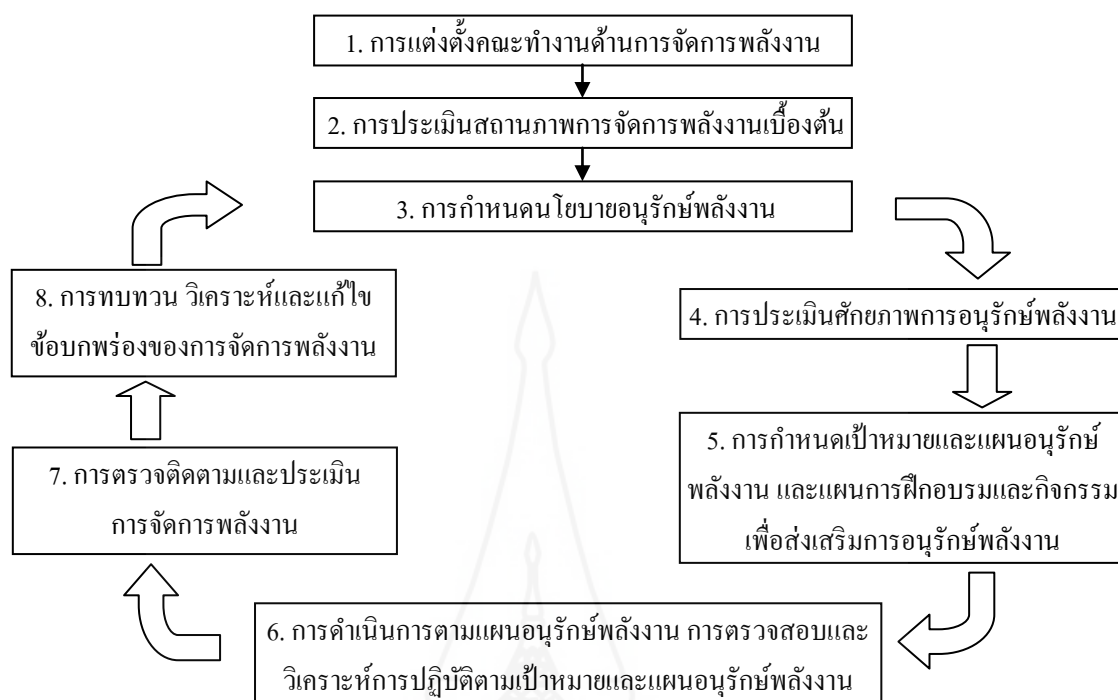 1. การแต่งตั้งคณะทำงานด้านการจัดการพลังงาน
2. การประเมินสถานภาพการจัดการพลังงานเบื้องต้น
3. การกำหนดนโยบายอนุรักษ์พลังงาน
4. การประเมินศักยภาพการอนุรักษ์พลังงาน
5. การกำหนดเป้าหมายและแผนอนุรักษ์
พลังงาน และแผนการฝึกอบรมและกิจกรรม
เพื่อส่งเสริมการอนุรักษ์พลังงาน
6. การดำเนินการตามแผนอนุรักษ์พลังงาน การตรวจสอบและ
วิเคราะห์การปฏิบัติตามเป้าหมายและแผนอนุรักษ์พลังงาน
7. การตรวจติดตามและประเมิน
การจัดการพลังงาน
8. การทบทวน วิเคราะห์และแก้ไข
ข้อบกพร่องของการจัดการพลังงาน